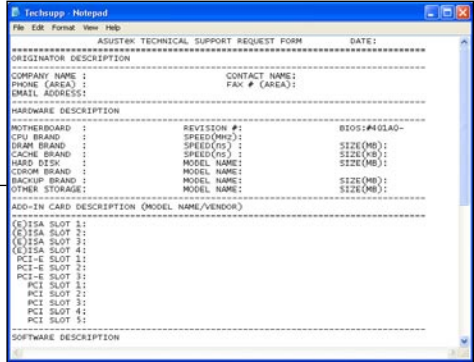 Techsupp - Notepad
File Edit Format View Help
ASUSTeK TECHNICAL SUPPORT REQUEST FORM DATE:
ORIGINATOR DESCRIPTION
COMPANY NAME : CONTACT NAME:
PHONE (AREA) : FAX # (AREA):
EMAIL ADDRESS:
HARDWARE DESCRIPTION
MOTHERBOARD : REVISION #: BIOS:#401A0-
CPU BRAND : SPEED(MHz):
DRAM BRAND : SPEED(ns) : SIZE(MB):
CACHE BRAND : SPEED(ns) : SIZE(KB):
HARD DISK : MODEL NAME: SIZE(MB):
CDROM BRAND : MODEL NAME:
BACKUP BRAND : MODEL NAME: SIZE(MB):
OTHER STORAGE: MODEL NAME: SIZE(MB):
ADD-IN CARD DESCRIPTION (MODEL NAME/VENDOR)
(E)ISA SLOT 1:
(E)ISA SLOT 2:
(E)ISA SLOT 3:
(E)ISA SLOT 4:
PCI-E SLOT 1:
PCI-E SLOT 2:
PCI-E SLOT 3:
PCI SLOT 1:
PCI SLOT 2:
PCI SLOT 3:
PCI SLOT 4:
PCI SLOT 5:
SOFTWARE DESCRIPTION